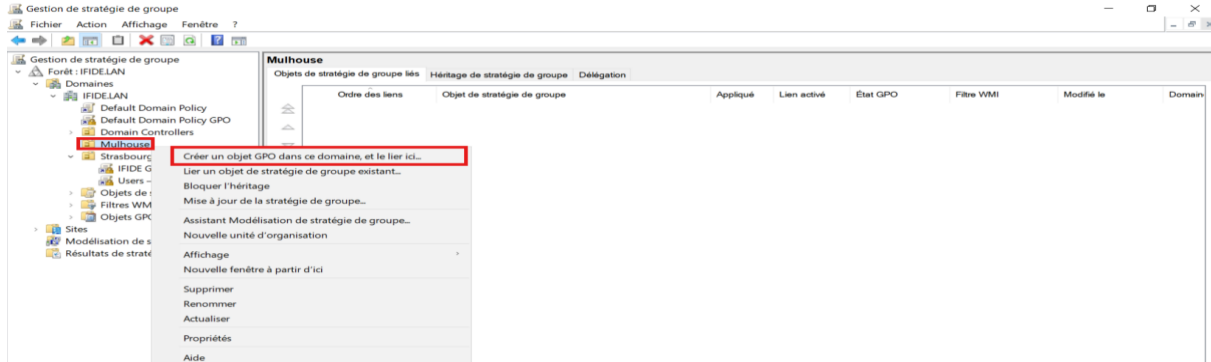 Gestion de stratégie de groupe
Fichier Action Affichage Fenêtre ?
Gestion de stratégie de groupe
Forêt : IFIDE.LAN
Domaines
IFIDE.LAN
Default Domain Policy
Default Domain Policy GPO
Domain Controllers
Mulhouse
Strasbourg
IFIDE G
Users –
Objets de
Filtres WM
Objets GPO
Sites
Modélisation de s
Résultats de straté
Mulhouse
Objets de stratégie de groupe liés Héritage de stratégie de groupe Délégation
Ordre des liens Objet de stratégie de groupe Appliqué Lien activé État GPO Filtre WMI Modifié le Domain
Créer un objet GPO dans ce domaine, et le lier ici...
Lier un objet de stratégie de groupe existant...
Bloquer l'héritage
Mise à jour de la stratégie de groupe...
Assistant Modélisation de stratégie de groupe...
Nouvelle unité d'organisation
Affichage
Nouvelle fenêtre à partir d'ici
Supprimer
Renommer
Actualiser
Propriétés
Aide